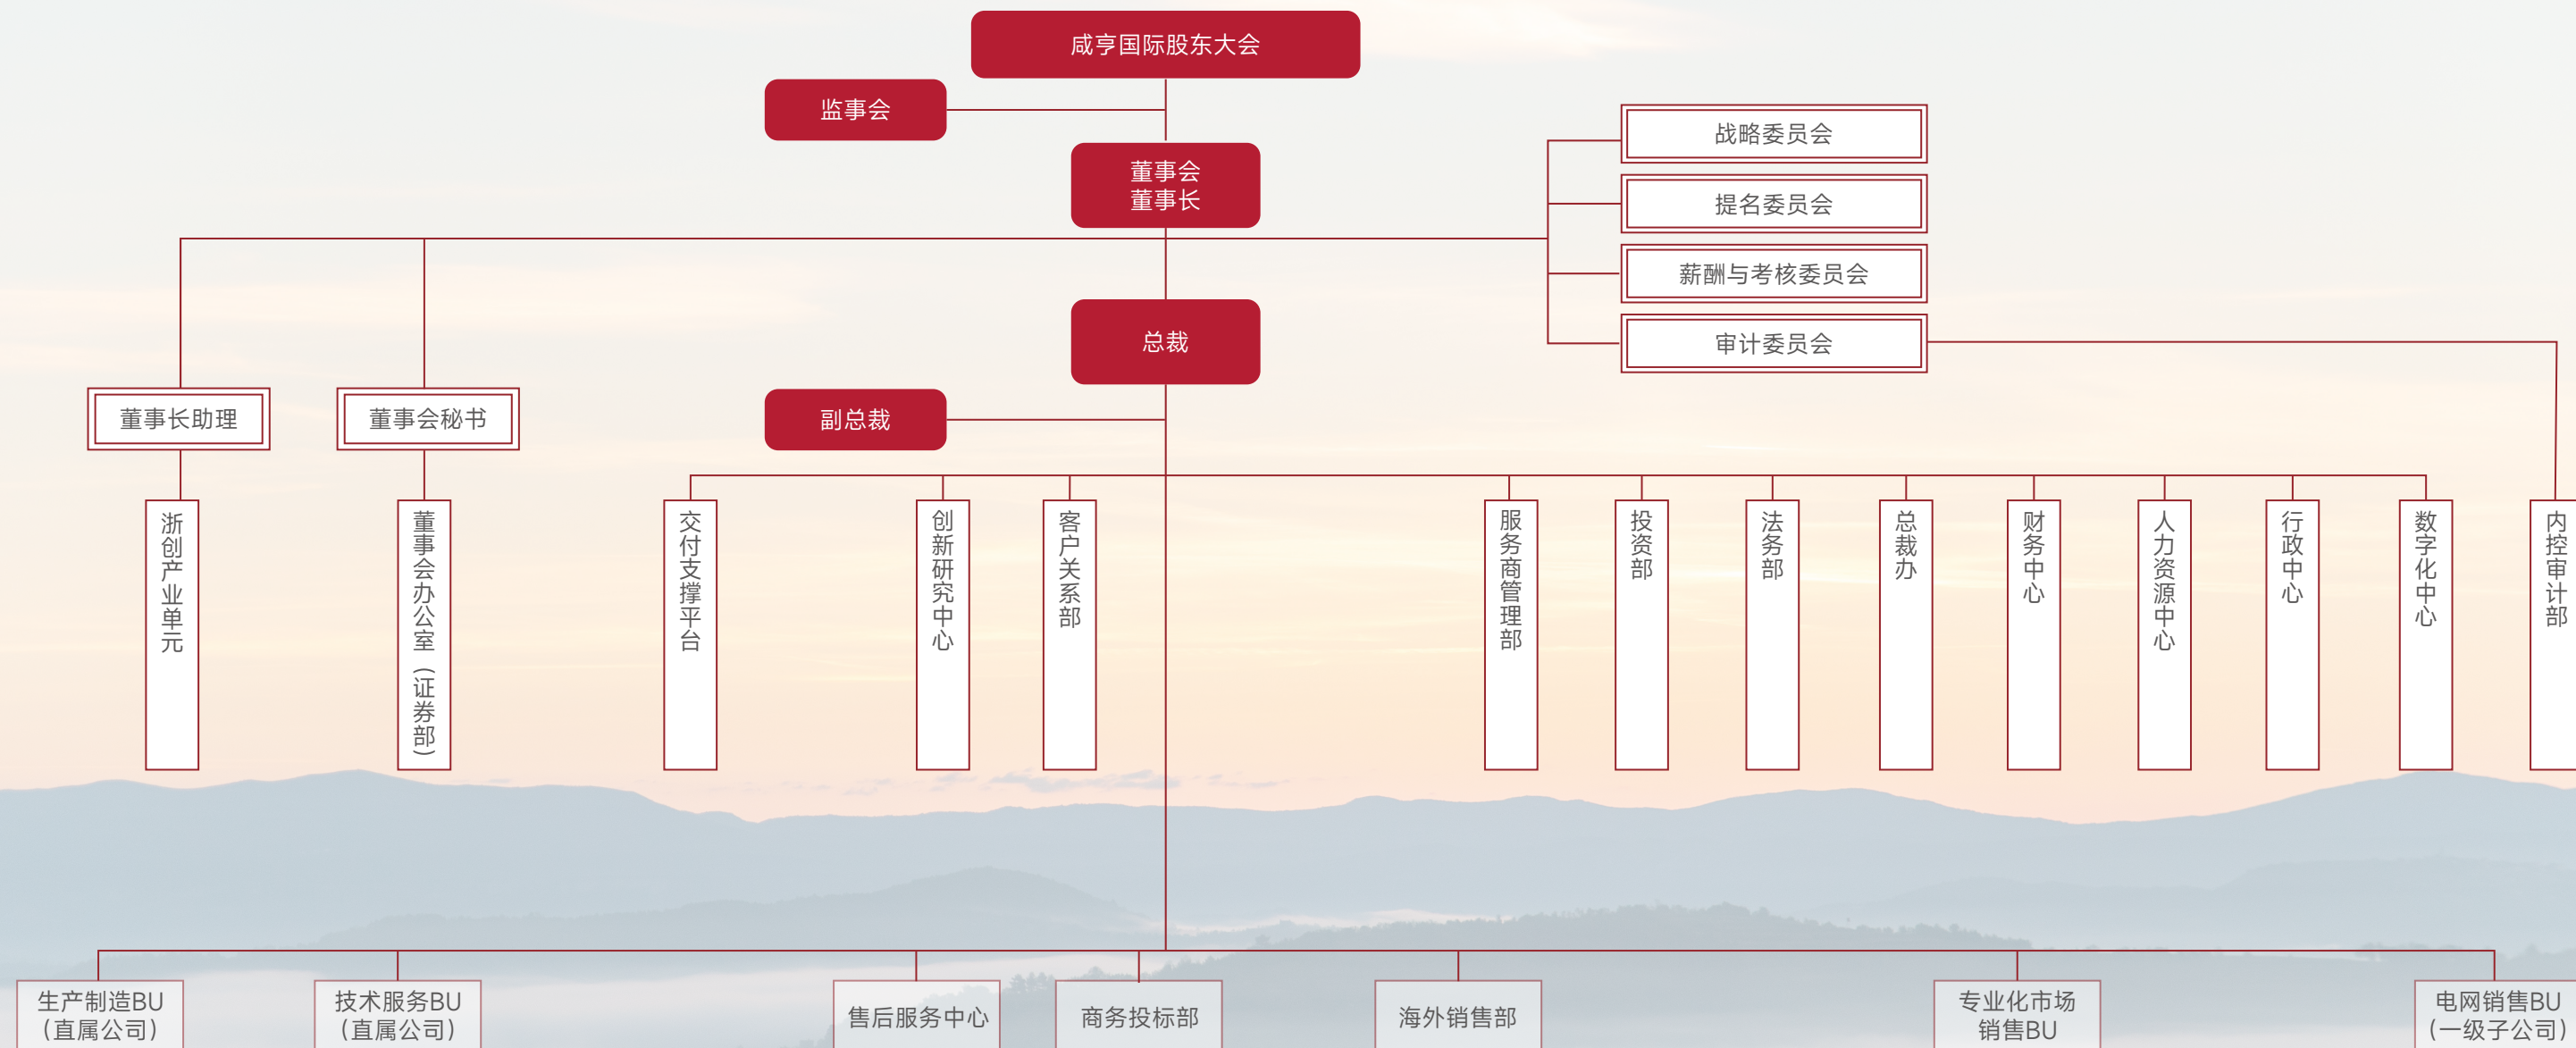 咸亨国际股东大会
监事会
董事会
董事长
战略委员会
提名委员会
薪酬与考核委员会
审计委员会
总裁
副总裁
董事长助理
董事会秘书
浙创产业单元
董事会办公室（证券部）
交付支撑平台
创新研究中心
客户关系部
服务商管理部
投资部
法务部
总裁办
财务中心
人力资源中心
行政中心
数字化中心
内控审计部
生产制造BU
（直属公司）
技术服务BU
（直属公司）
售后服务中心
商务投标部
海外销售部
专业化市场
销售BU
电网销售BU
（一级子公司）